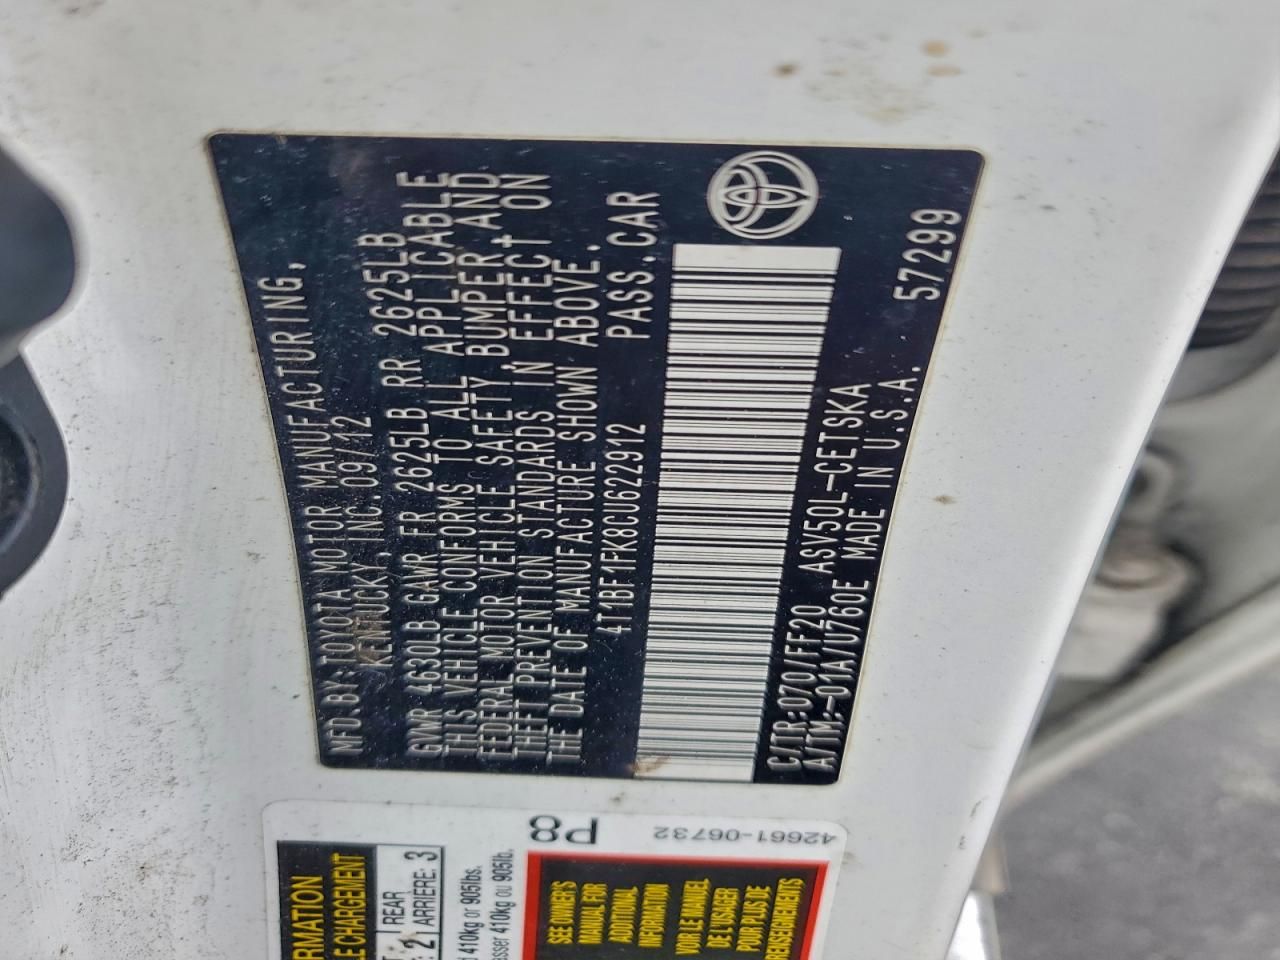 MFD.BY:TOYOTA MOTOR MANUFACTURING,
KENTUCKY, INC.09/12
GVWR 4630LB GAWR FR 2625LB RR 2625LB
THIS VEHICLE CONFORMS TO ALL APPLICABLE
FEDERAL MOTOR VEHICLE SAFETY, BUMPER, AND
THEFT PREVENTION STANDARDS IN EFFECT ON
THE DATE OF MANUFACTURE SHOWN ABOVE.
4T1BF1FK8CU622912 PASS.CAR
C/TR:070/FF20 ASV50L-CETSKA
A/TM:-01A/U760E MADE IN U.S.A.
57299
P8
42661-06732
REAR
2 ARRIÈRE: 3
410kg or 905lbs.
410kg ou 905lb.
SEE OWNER'S
MANUAL FOR
ADDITIONAL
INFORMATION
VOIR LE MANUEL
DE L'USAGER
POUR PLUS DE
RENSEIGNEMENTS